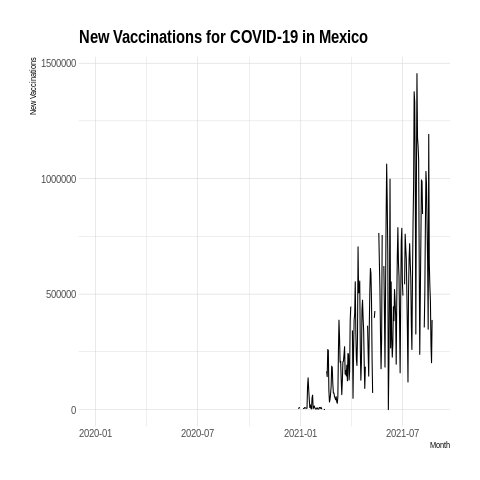 New Vaccinations for COVID-19 in Mexico
New Vaccinations
1500000
1000000
500000
0
2020-01
2020-07
2021-01
2021-07
Month